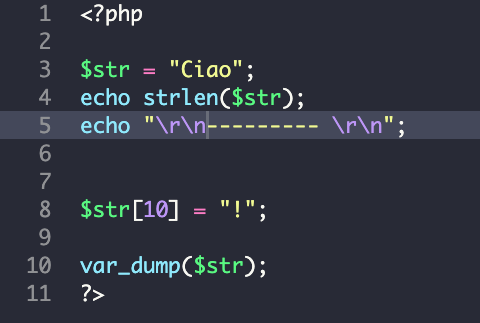 1 <?php
2
3 $str = "Ciao";
4 echo strlen($str);
5 echo "\r\n--------- \r\n";
6
7
8 $str[10] = "!";
9
10 var_dump($str);
11 ?>